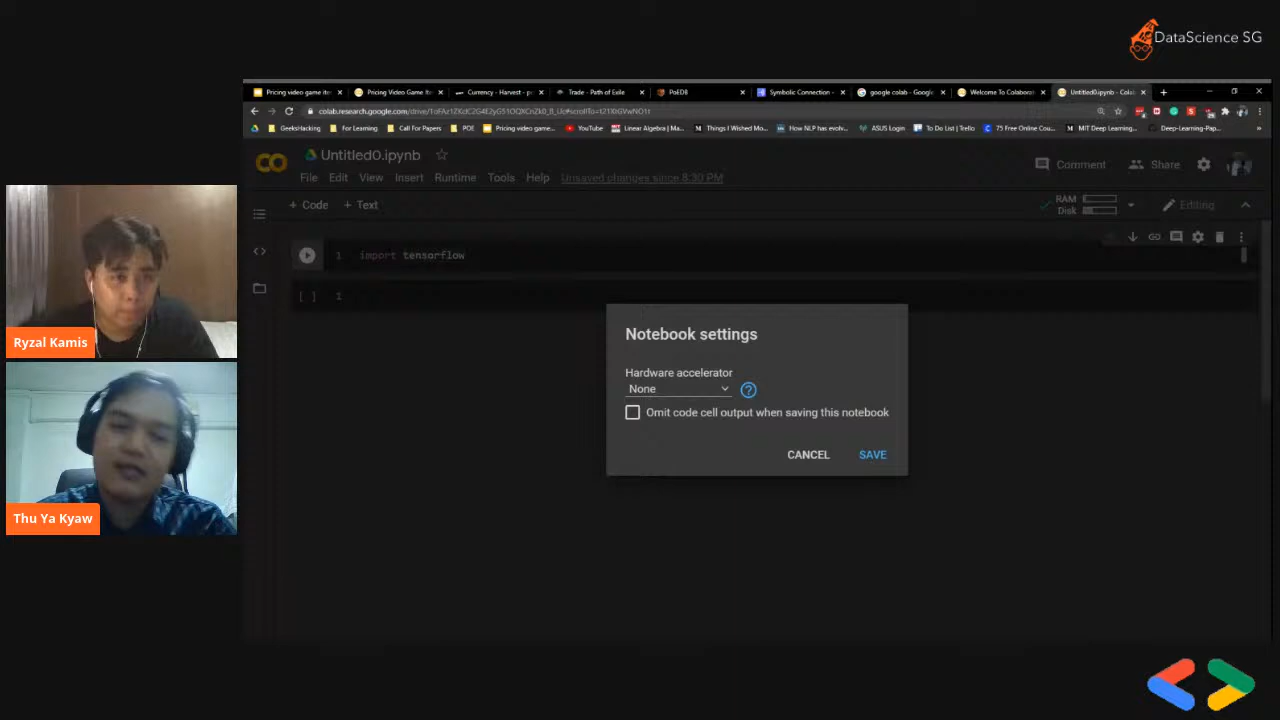 DataScience SG
Pricing video game ite
Pricing Video Game Ite
Currency - Harvest - p
Trade - Path of Exile
PoEDB
Symbolic Connection -
google colab - Google
Welcome To Colaborat
Untitled0.ipynb - Colab
GeeksHacking
For Learning
Call For Papers
POE
Pricing video game...
YouTube
Linear Algebra | Ma...
Things I Wished Mo...
How NLP has evolv...
ASUS Login
To Do List | Trello
75 Free Online Cou...
MIT Deep Learning...
Deep-Learning-Pap...
Untitled0.ipynb
Comment
Share
File Edit View Insert Runtime Tools Help Unsaved changes since 8:30 PM
+ Code + Text
RAM
Disk
Editing
1 import tensorflow
[ ] 1
Notebook settings
Hardware accelerator
None
?
Omit code cell output when saving this notebook
CANCEL SAVE
Ryzal Kamis
Thu Ya Kyaw